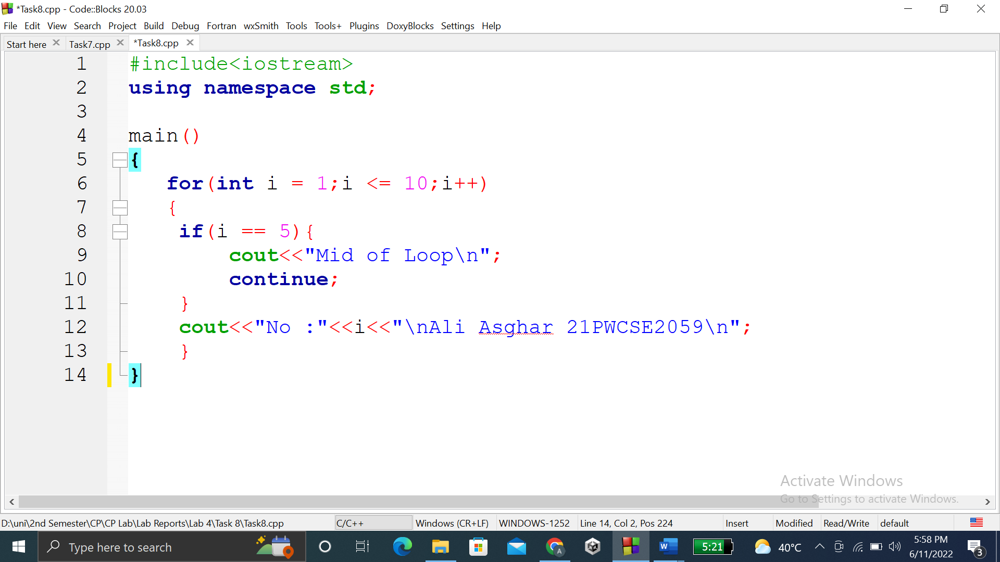 *Task8.cpp - Code::Blocks 20.03
File Edit View Search Project Build Debug Fortran wxSmith Tools Tools+ Plugins DoxyBlocks Settings Help
Start here Task7.cpp *Task8.cpp
1 #include<iostream>
2 using namespace std;
3
4 main()
5 {
6 for(int i = 1;i <= 10;i++)
7 {
8 if(i == 5){
9 cout<<"Mid of Loop\n";
10 continue;
11 }
12 cout<<"No :"<<i<<"\nAli Asghar 21PWCSE2059\n";
13 }
14 }
Activate Windows
Go to Settings to activate Windows.
D:\uni\2nd Semester\CP\CP Lab\Lab Reports\Lab 4\Task 8\Task8.cpp C/C++ Windows (CR+LF) WINDOWS-1252 Line 14, Col 2, Pos 224 Insert Modified Read/Write default
Type here to search A W 5:21 40°C 5:58 PM
6/11/2022 3